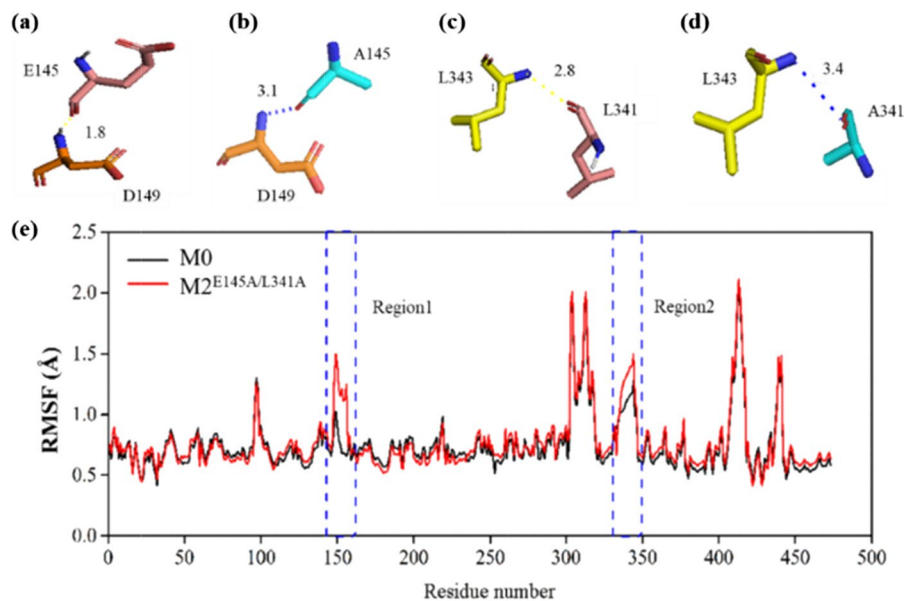 (a)
E145
1.8
D149
(b)
A145
3.1
D149
(c)
L343
2.8
L341
(d)
L343
3.4
A341
(e)
M0
M2E145A/L341A
Region1
Region2
RMSF (Å)
2.5
2.0
1.5
1.0
0.5
0.0
0 50 100 150 200 250 300 350 400 450 500
Residue number